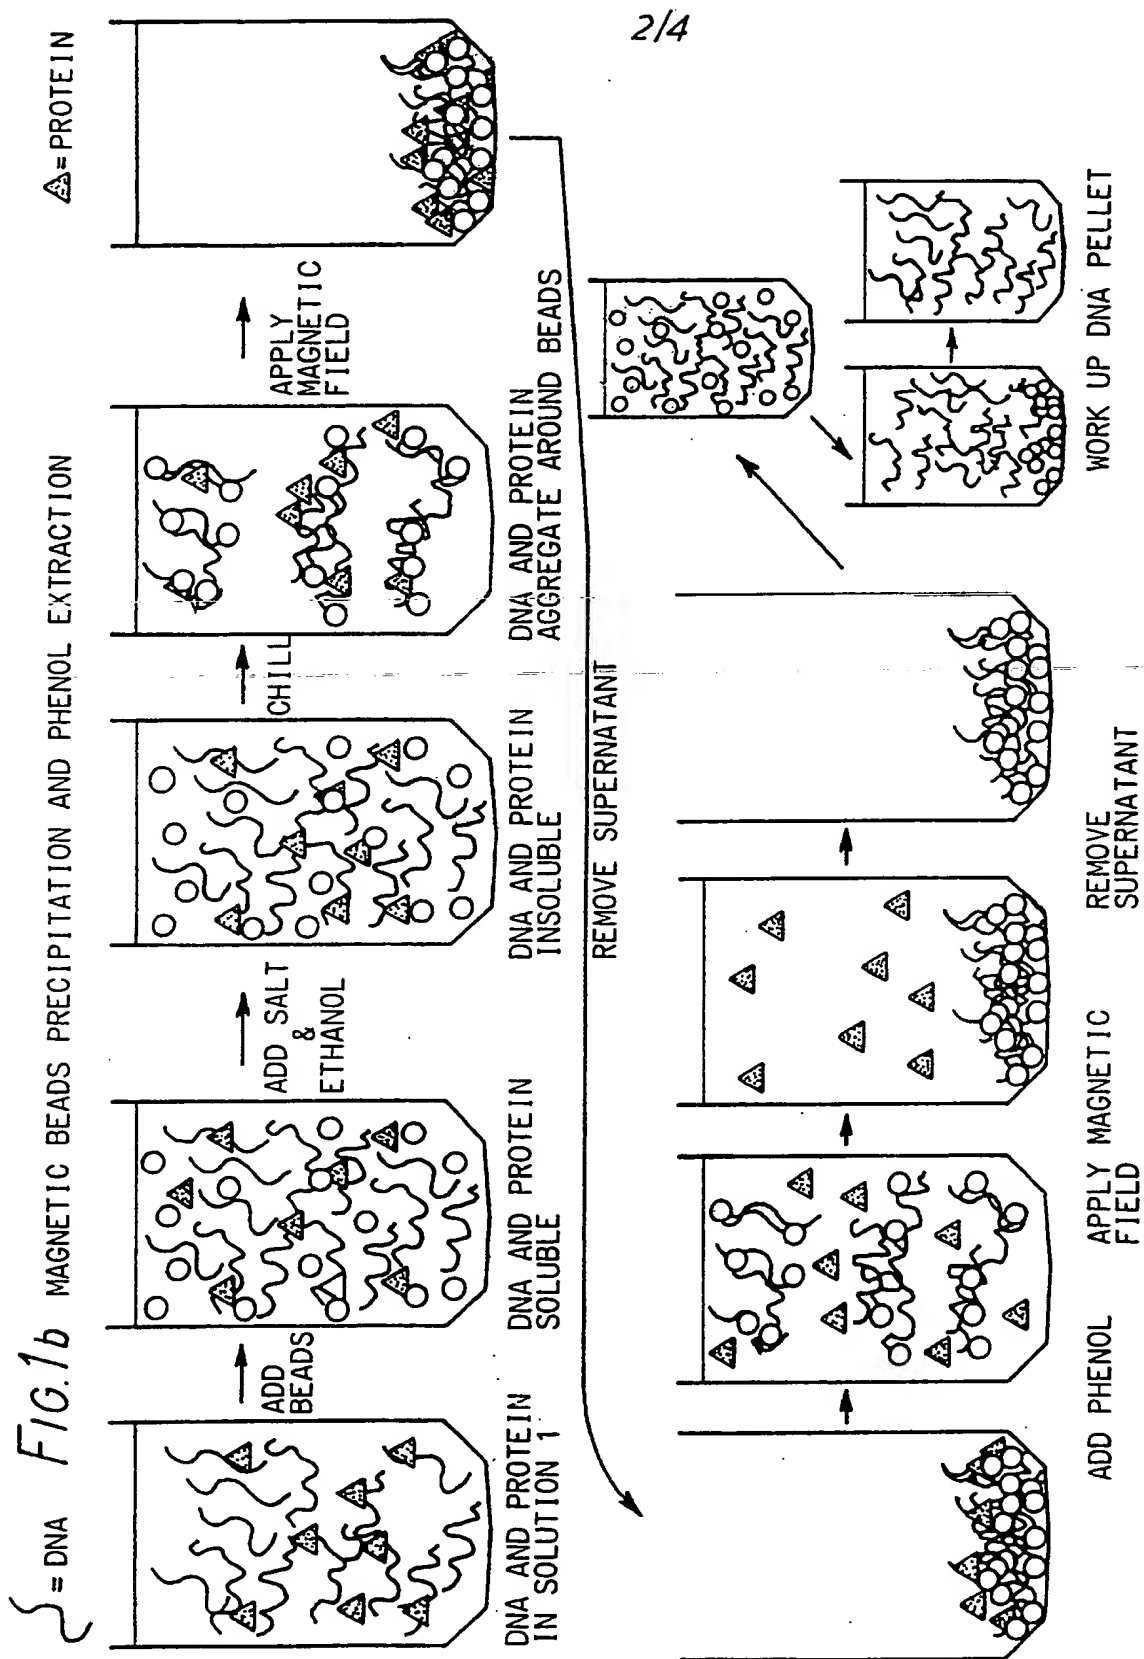 2/4
= DNA
FIG. 1b
MAGNETIC BEADS PRECIPITATION AND PHENOL EXTRACTION
= PROTEIN
ADD
BEADS
ADD SALT
&
ETHANOL
CHILL
APPLY
MAGNETIC
FIELD
DNA AND PROTEIN
IN SOLUTION 1
DNA AND PROTEIN
SOLUBLE
DNA AND PROTEIN
INSOLUBLE
DNA AND PROTEIN
AGGREGATE AROUND BEADS
REMOVE SUPERNATANT
ADD PHENOL
APPLY MAGNETIC
FIELD
REMOVE
SUPERNATANT
WORK UP DNA PELLET